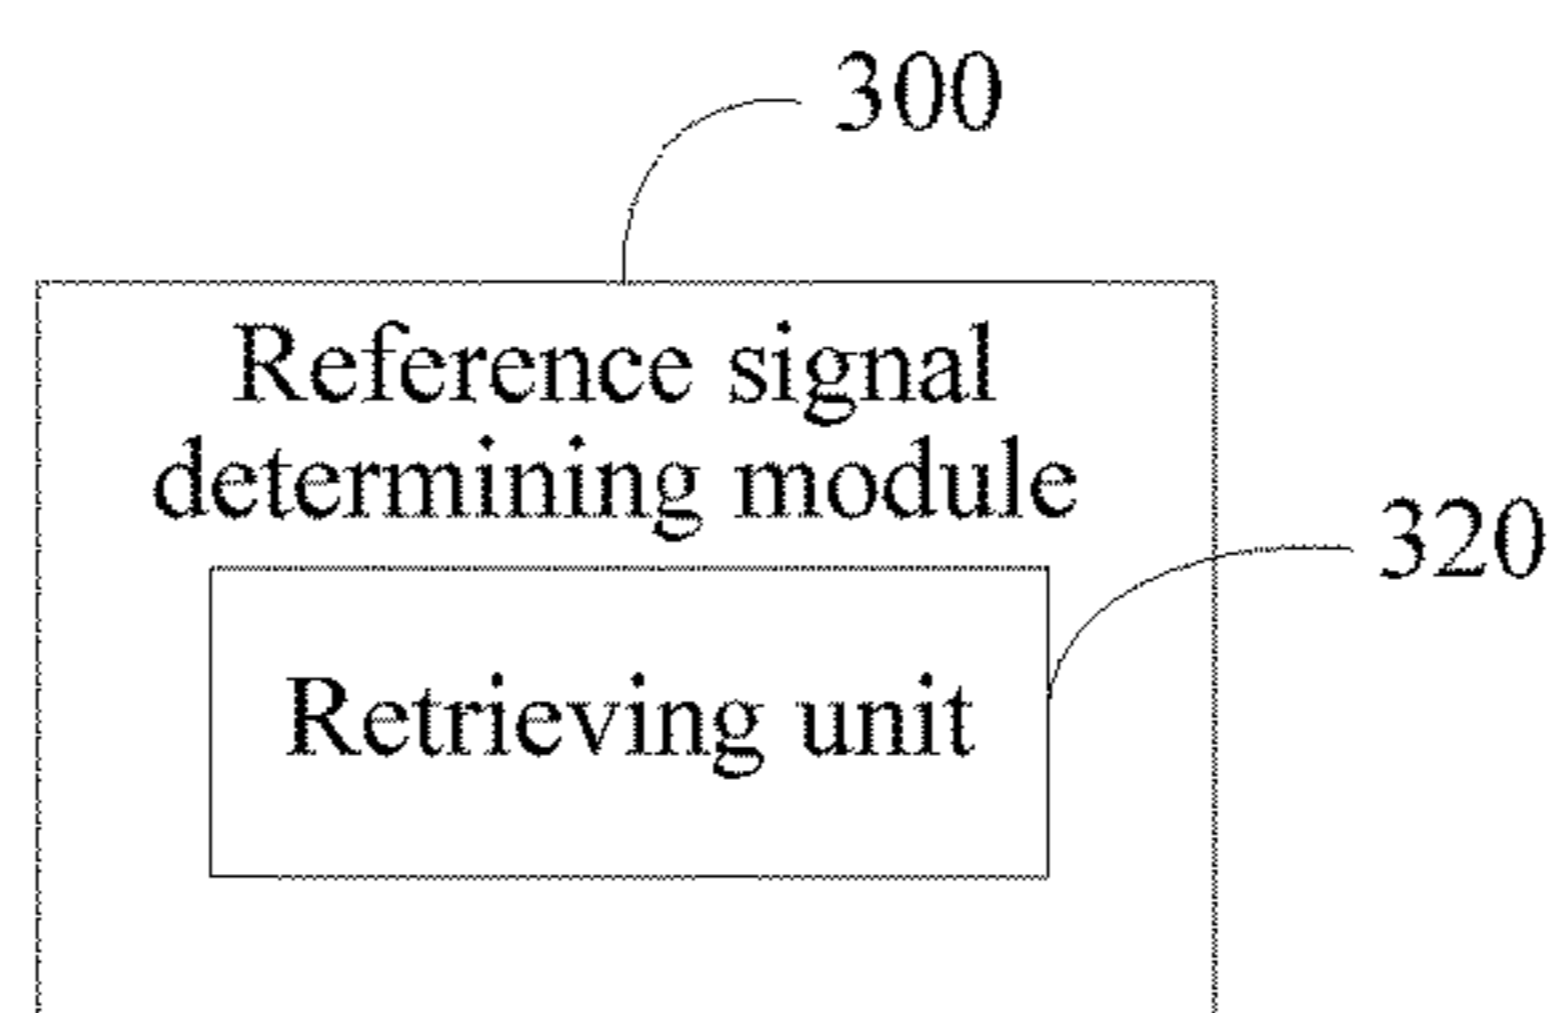 300
Reference signal
determining module
320
Retrieving unit